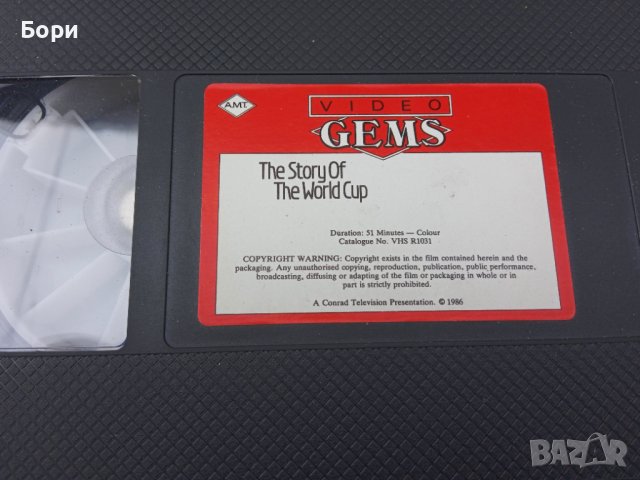 Бори
A.M.T.
VIDEO
GEMS
The Story Of
The World Cup
Duration: 51 Minutes — Colour
Catalogue No. VHS R1031
COPYRIGHT WARNING: Copyright exists in the film contained herein and the
packaging. Any unauthorised copying, reproduction, publication, public performance,
broadcasting, diffusing or adapting of the film or packaging in whole or in
part is strictly prohibited.
A Conrad Television Presentation. © 1986
BAZAR